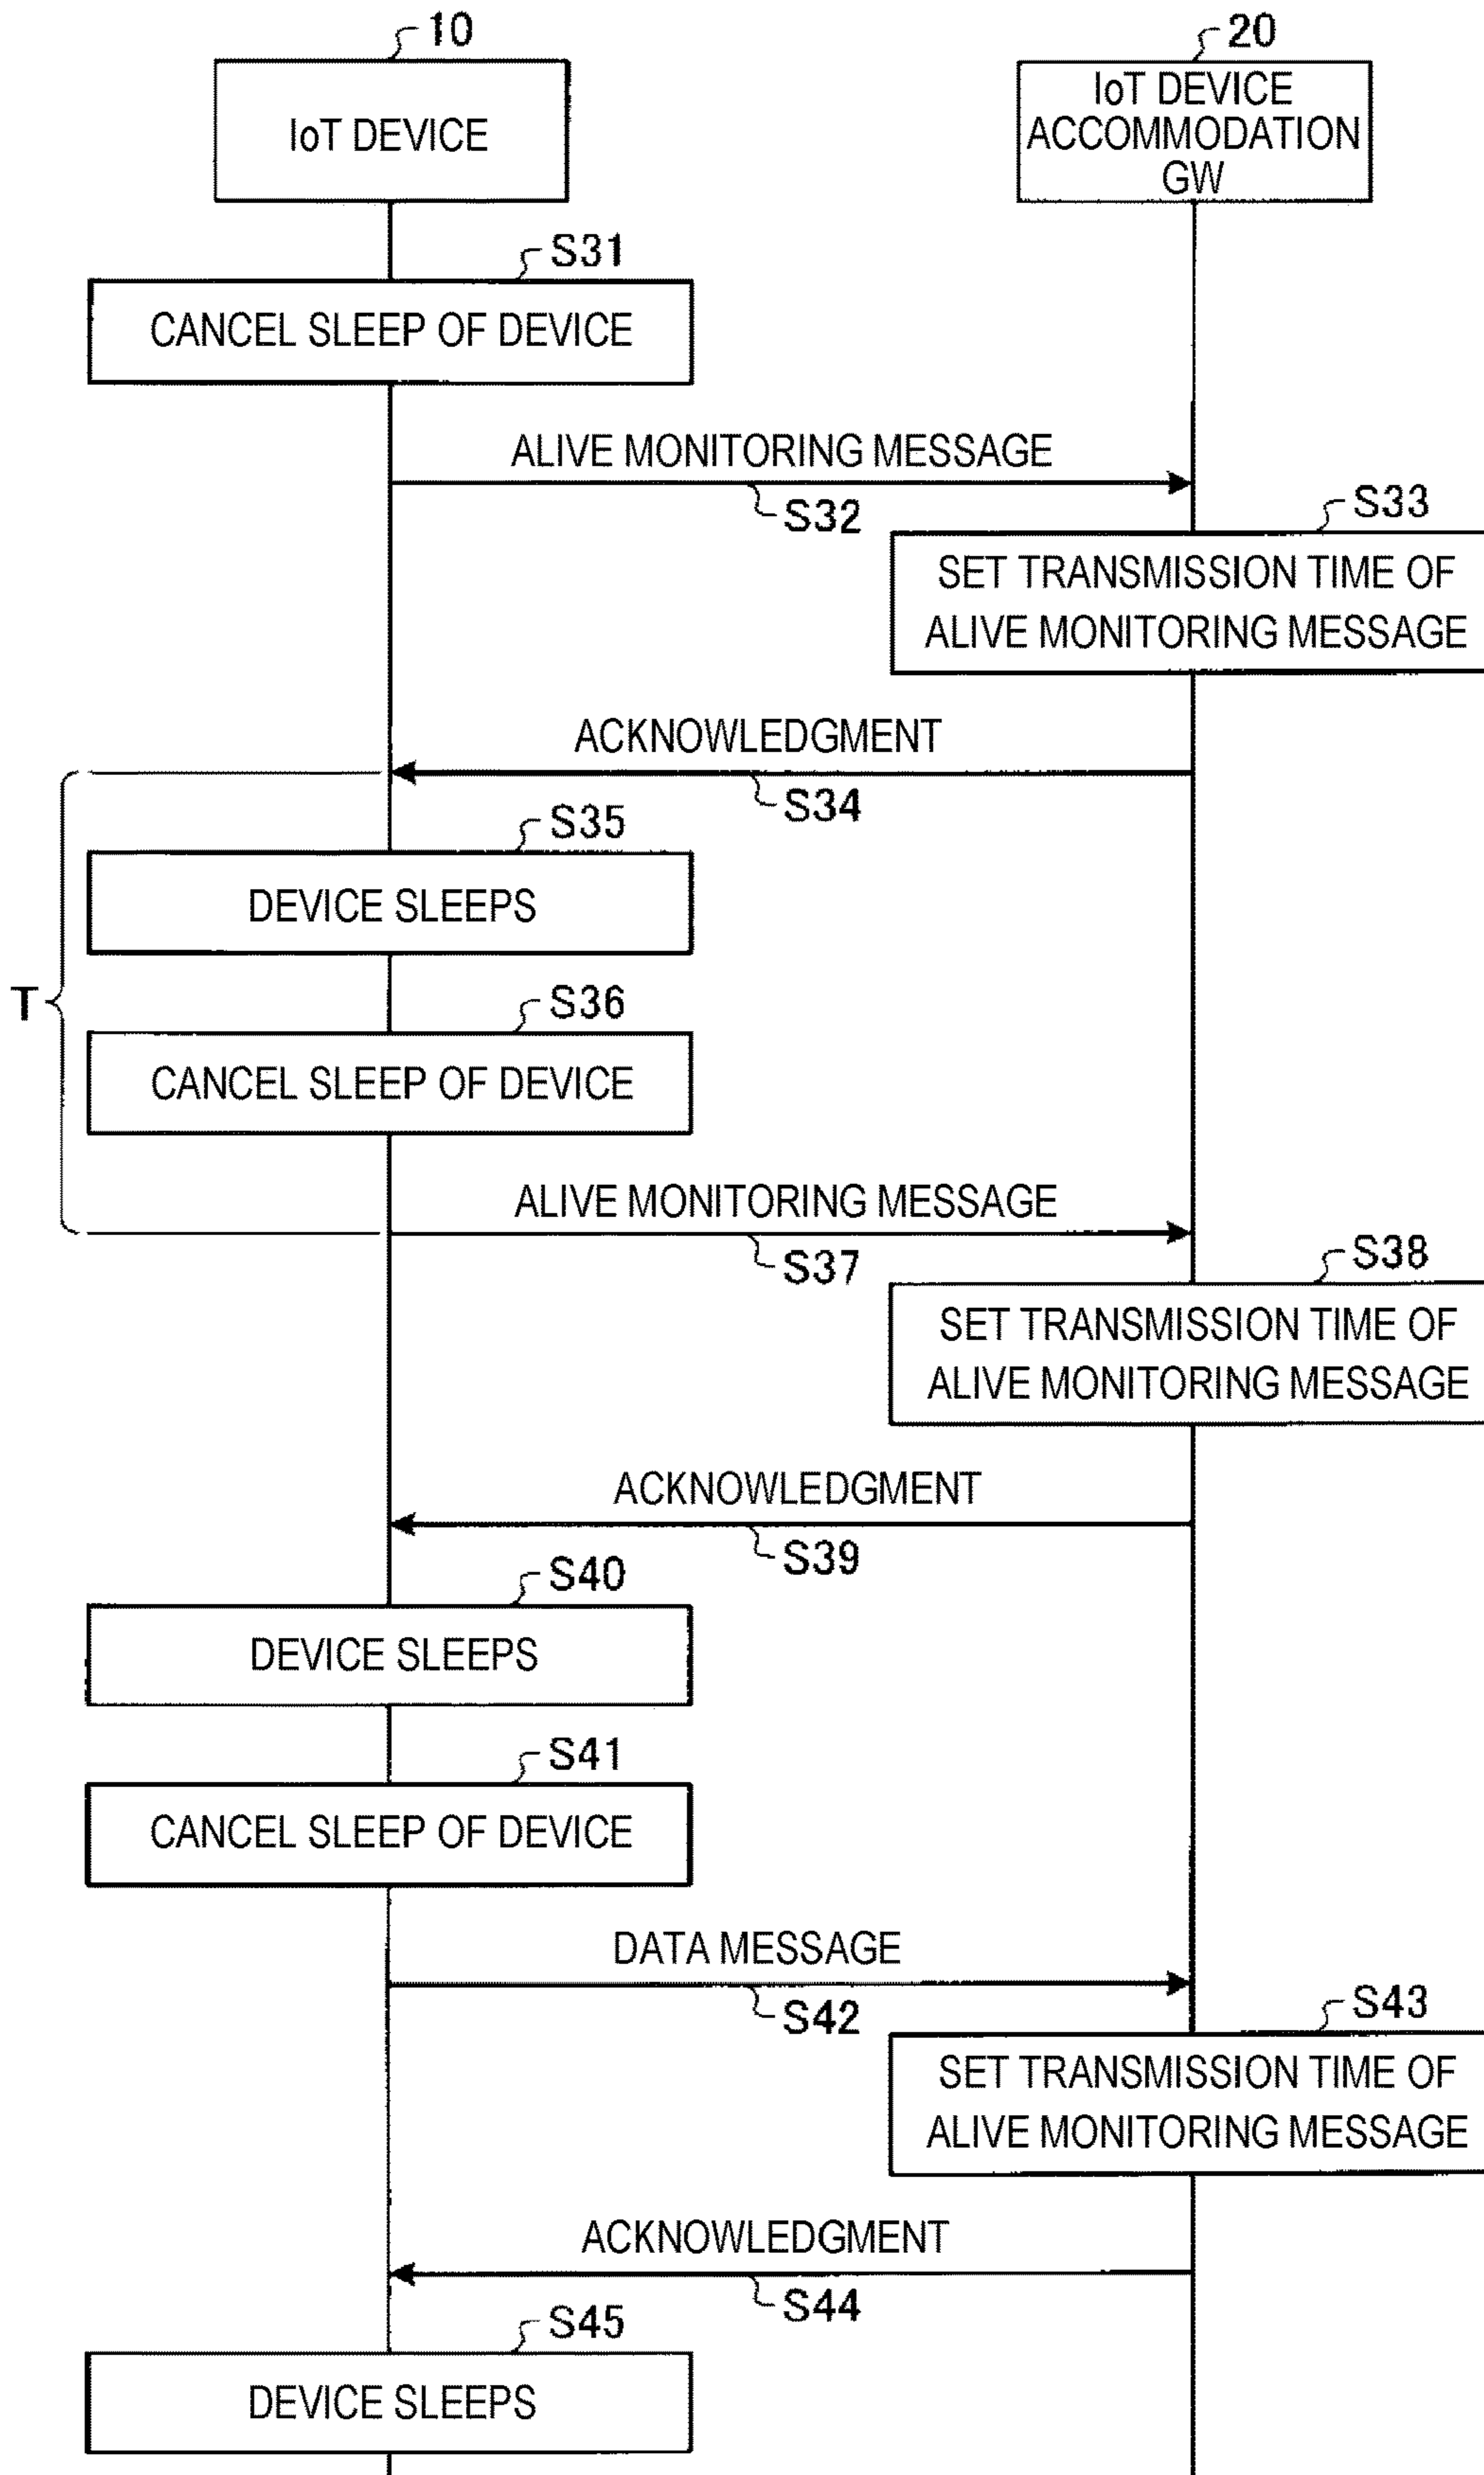 10
20
IoT DEVICE
IoT DEVICE
ACCOMMODATION
GW
S31
CANCEL SLEEP OF DEVICE
ALIVE MONITORING MESSAGE
S32
S33
SET TRANSMISSION TIME OF
ALIVE MONITORING MESSAGE
ACKNOWLEDGMENT
S34
S35
DEVICE SLEEPS
T
S36
CANCEL SLEEP OF DEVICE
ALIVE MONITORING MESSAGE
S37
S38
SET TRANSMISSION TIME OF
ALIVE MONITORING MESSAGE
ACKNOWLEDGMENT
S39
S40
DEVICE SLEEPS
S41
CANCEL SLEEP OF DEVICE
DATA MESSAGE
S42
S43
SET TRANSMISSION TIME OF
ALIVE MONITORING MESSAGE
ACKNOWLEDGMENT
S44
S45
DEVICE SLEEPS